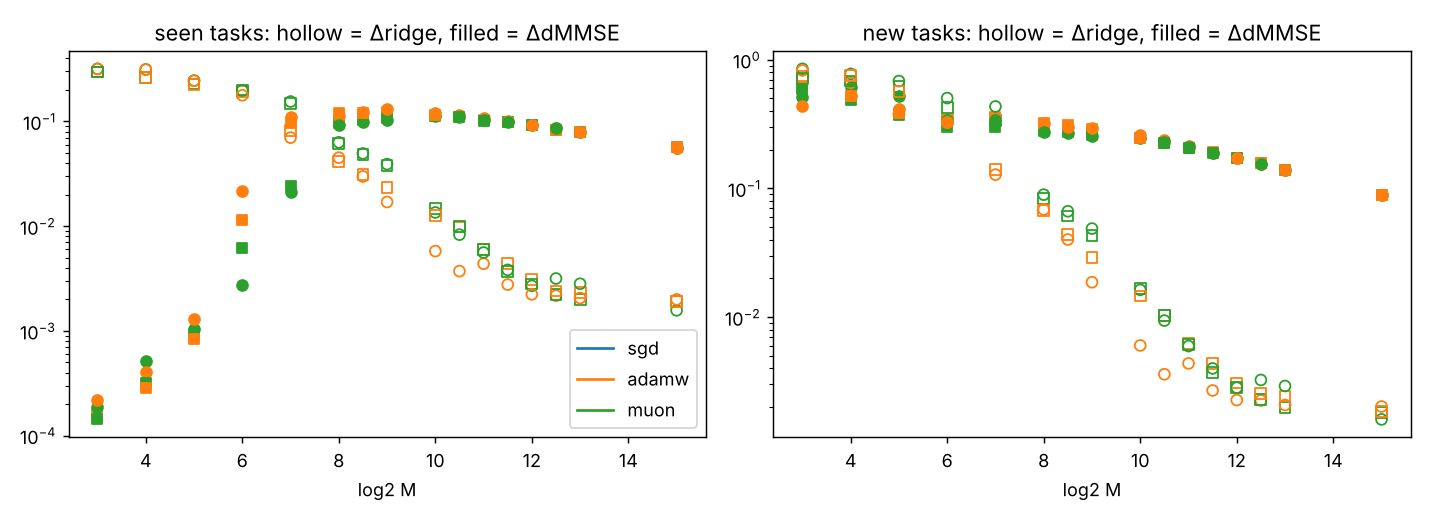 seen tasks: hollow = Δridge, filled = ΔdMMSE
10⁻¹
10⁻²
10⁻³
10⁻⁴
4 6 8 10 12 14
log2 M
sgd
adamw
muon
new tasks: hollow = Δridge, filled = ΔdMMSE
10⁰
10⁻¹
10⁻²
4 6 8 10 12 14
log2 M